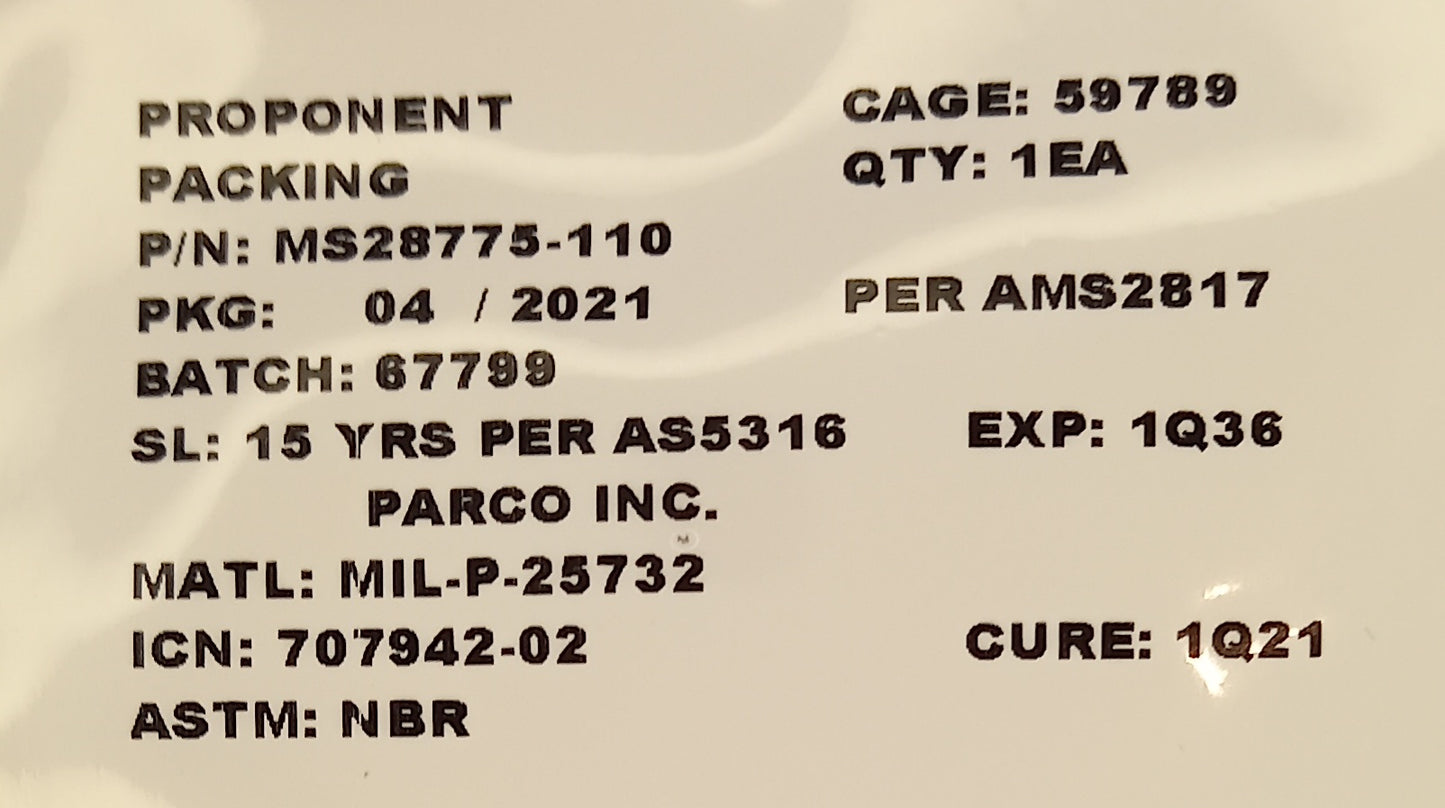 PROPONENT CAGE: 59789
PACKING QTY: 1EA
P/N: MS28775-110
PKG: 04 / 2021 PER AMS2817
BATCH: 67799
SL: 15 YRS PER AS5316 EXP: 1Q36
PARCO INC.
MATL: MIL-P-25732
ICN: 707942-02 CURE: 1Q21
ASTM: NBR